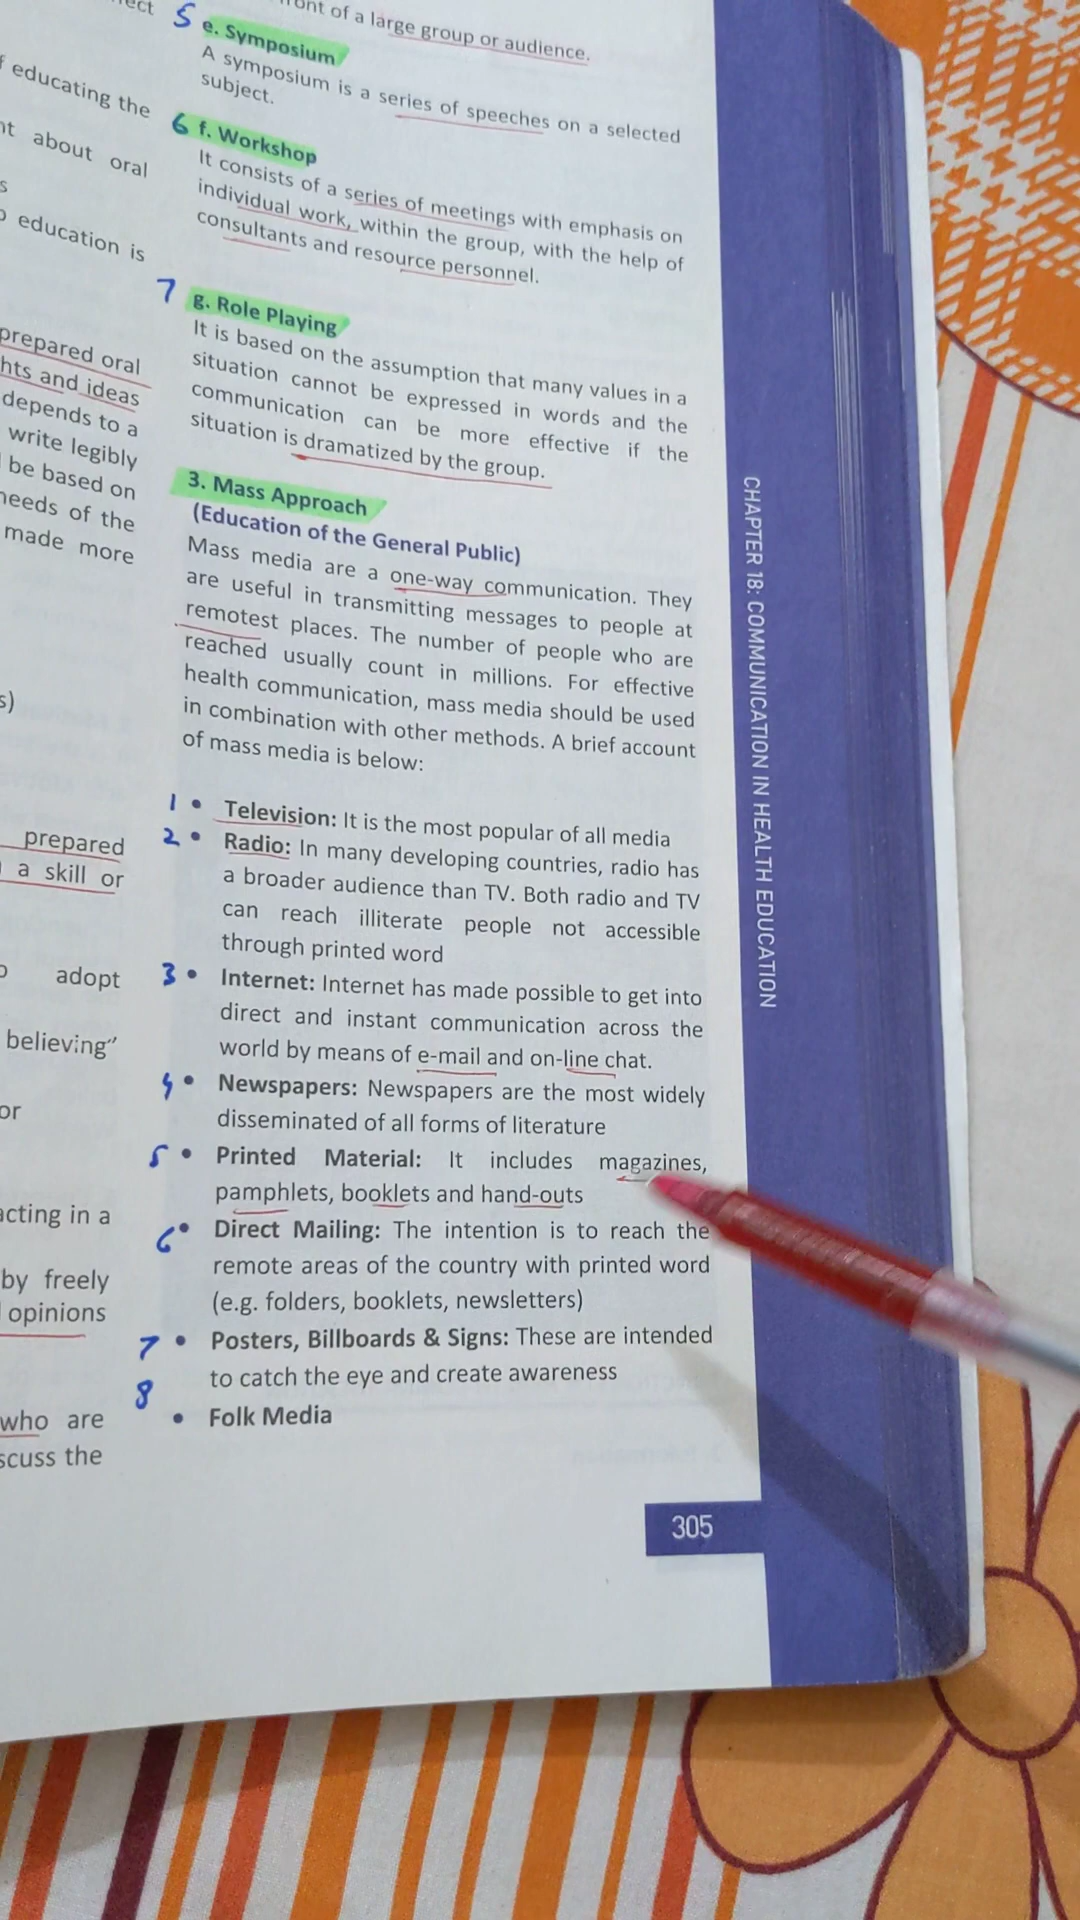 ect
f educating the
nt about oral
s
o education is
prepared oral
hts and ideas
depends to a
write legibly
be based on
needs of the
made more
s)
prepared
a skill or
adopt
believing"
or
acting in a
by freely
opinions
who are
scuss the
ront of a large group or audience.
5 e. Symposium
A symposium is a series of speeches on a selected
subject.
6 f. Workshop
It consists of a series of meetings with emphasis on
individual work, within the group, with the help of
consultants and resource personnel.
7 g. Role Playing
It is based on the assumption that many values in a
situation cannot be expressed in words and the
communication can be more effective if the
situation is dramatized by the group.
3. Mass Approach
(Education of the General Public)
Mass media are a one-way communication. They
are useful in transmitting messages to people at
remotest places. The number of people who are
reached usually count in millions. For effective
health communication, mass media should be used
in combination with other methods. A brief account
of mass media is below:
1 • Television: It is the most popular of all media
2 • Radio: In many developing countries, radio has
a broader audience than TV. Both radio and TV
can reach illiterate people not accessible
through printed word
3 • Internet: Internet has made possible to get into
direct and instant communication across the
world by means of e-mail and on-line chat.
4 • Newspapers: Newspapers are the most widely
disseminated of all forms of literature
5 • Printed Material: It includes magazines,
pamphlets, booklets and hand-outs
6 • Direct Mailing: The intention is to reach the
remote areas of the country with printed word
(e.g. folders, booklets, newsletters)
7 • Posters, Billboards & Signs: These are intended
to catch the eye and create awareness
8 • Folk Media
305
CHAPTER 18: COMMUNICATION IN HEALTH EDUCATION